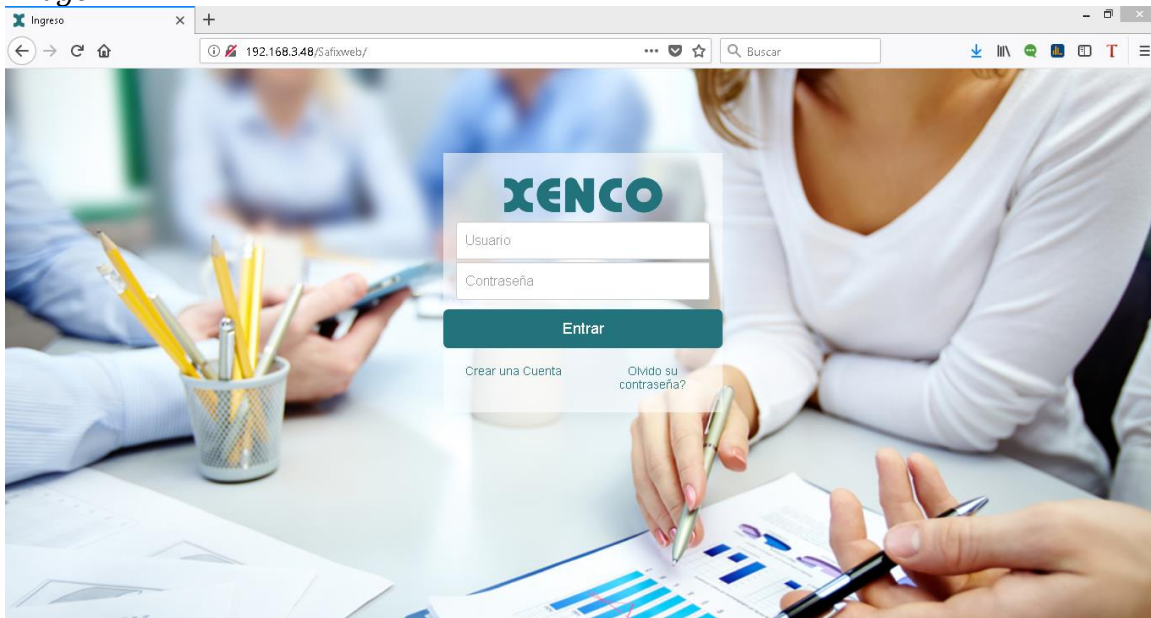 Ingreso
192.168.3.48/Safixweb/
Buscar
XENCO
Usuario
Contraseña
Entrar
Crear una Cuenta
Olvido su
contraseña?